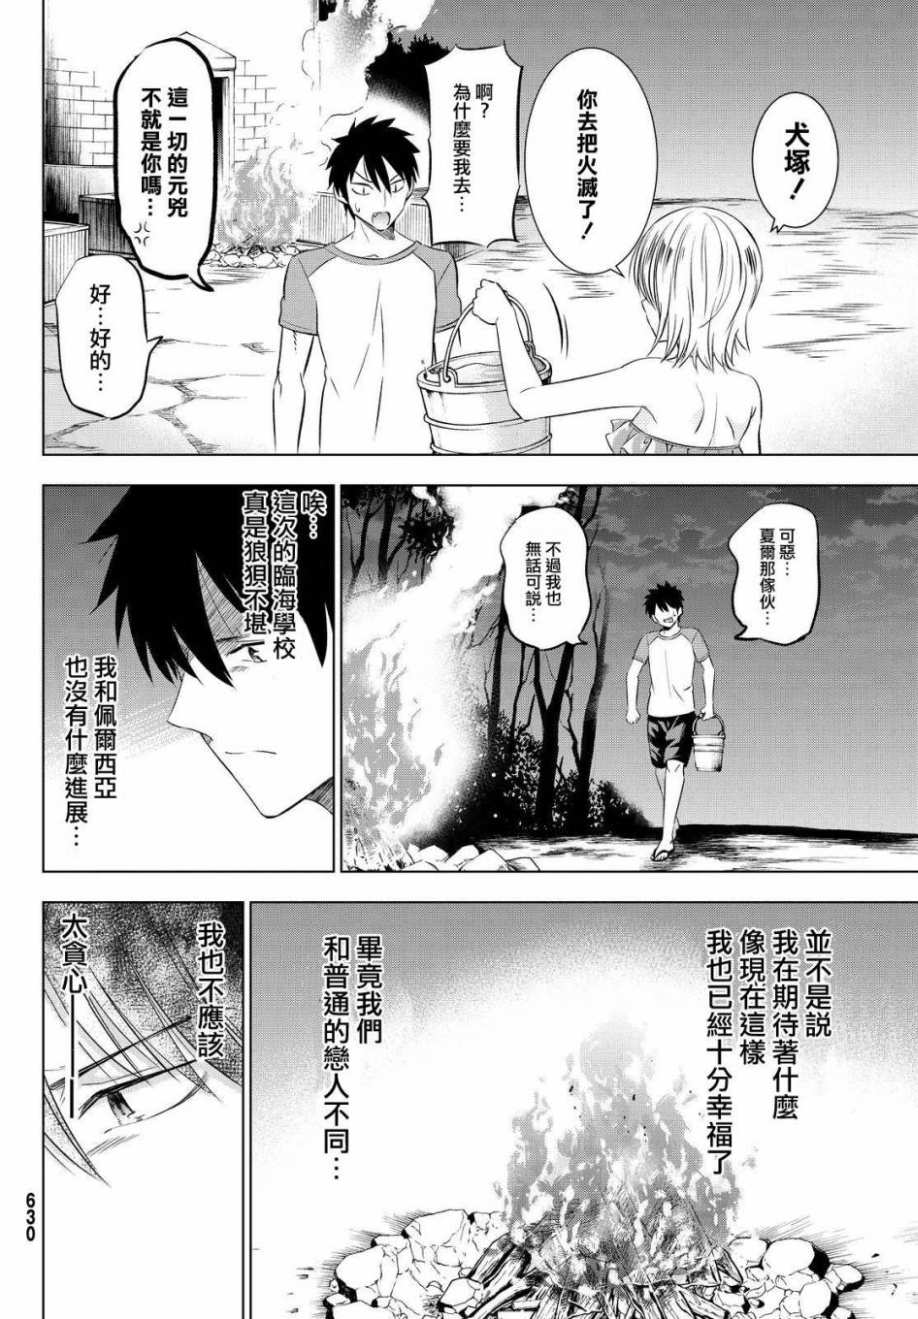 犬塚！
你去把火滅了！
啊？
為什麼要我去…
這一切的元兇
不就是你嗎…
好…好的…
可惡…
夏爾那傢伙…
不過我也
無話可說…
唉…
這次的臨海學校
真是狼狽不堪
我和佩爾西亞
也沒有什麼進展…
並不是說
我在期待著什麼
像現在這樣
我也已經十分幸福了
畢竟我們
和普通的戀人不同…
我也不應該
太貪心——
630